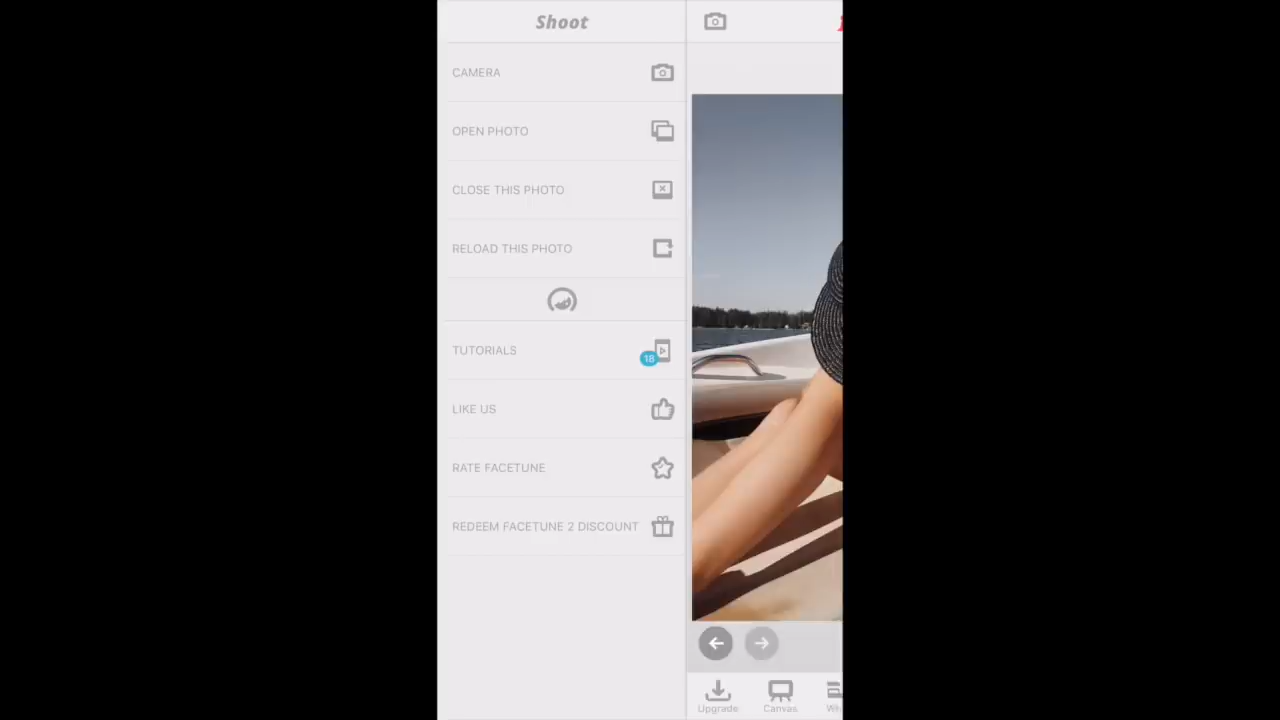 Shoot
CAMERA
OPEN PHOTO
CLOSE THIS PHOTO
RELOAD THIS PHOTO
TUTORIALS
18
LIKE US
RATE FACETUNE
REDEEM FACETUNE 2 DISCOUNT
Upgrade
Canvas